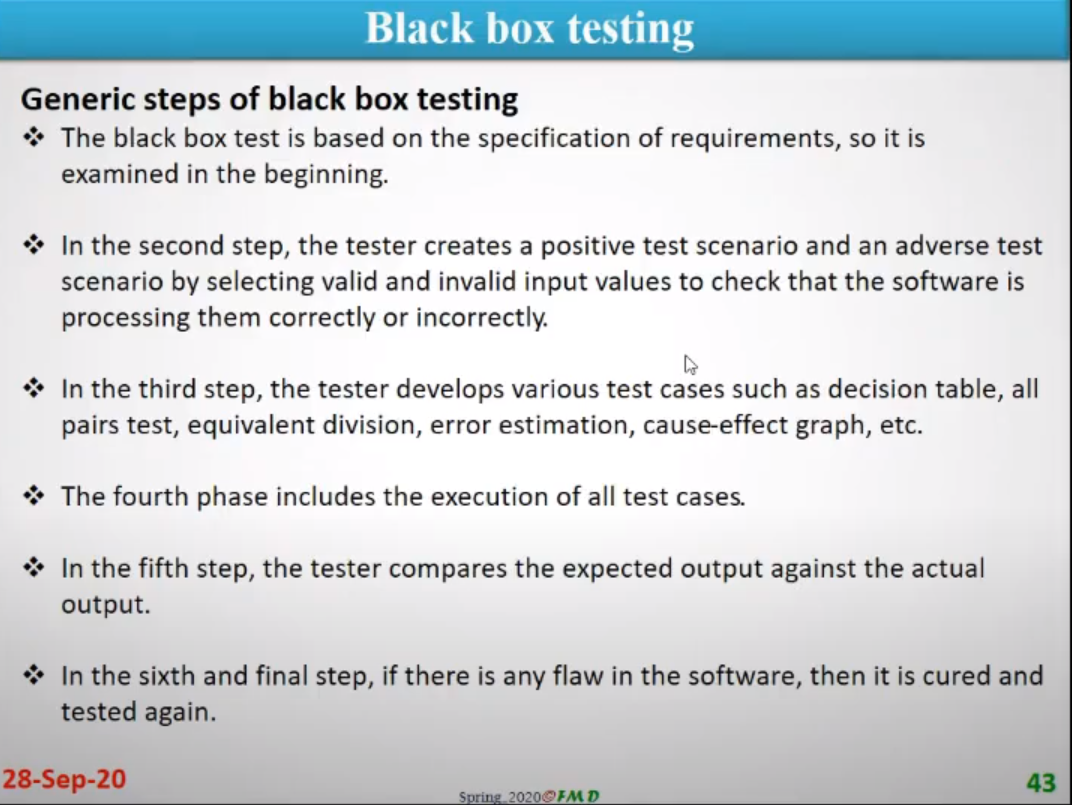 Black box testing
Generic steps of black box testing
❖ The black box test is based on the specification of requirements, so it is
examined in the beginning.
❖ In the second step, the tester creates a positive test scenario and an adverse test
scenario by selecting valid and invalid input values to check that the software is
processing them correctly or incorrectly.
❖ In the third step, the tester develops various test cases such as decision table, all
pairs test, equivalent division, error estimation, cause-effect graph, etc.
❖ The fourth phase includes the execution of all test cases.
❖ In the fifth step, the tester compares the expected output against the actual
output.
❖ In the sixth and final step, if there is any flaw in the software, then it is cured and
tested again.
28-Sep-20
Spring_2020©FMD
43